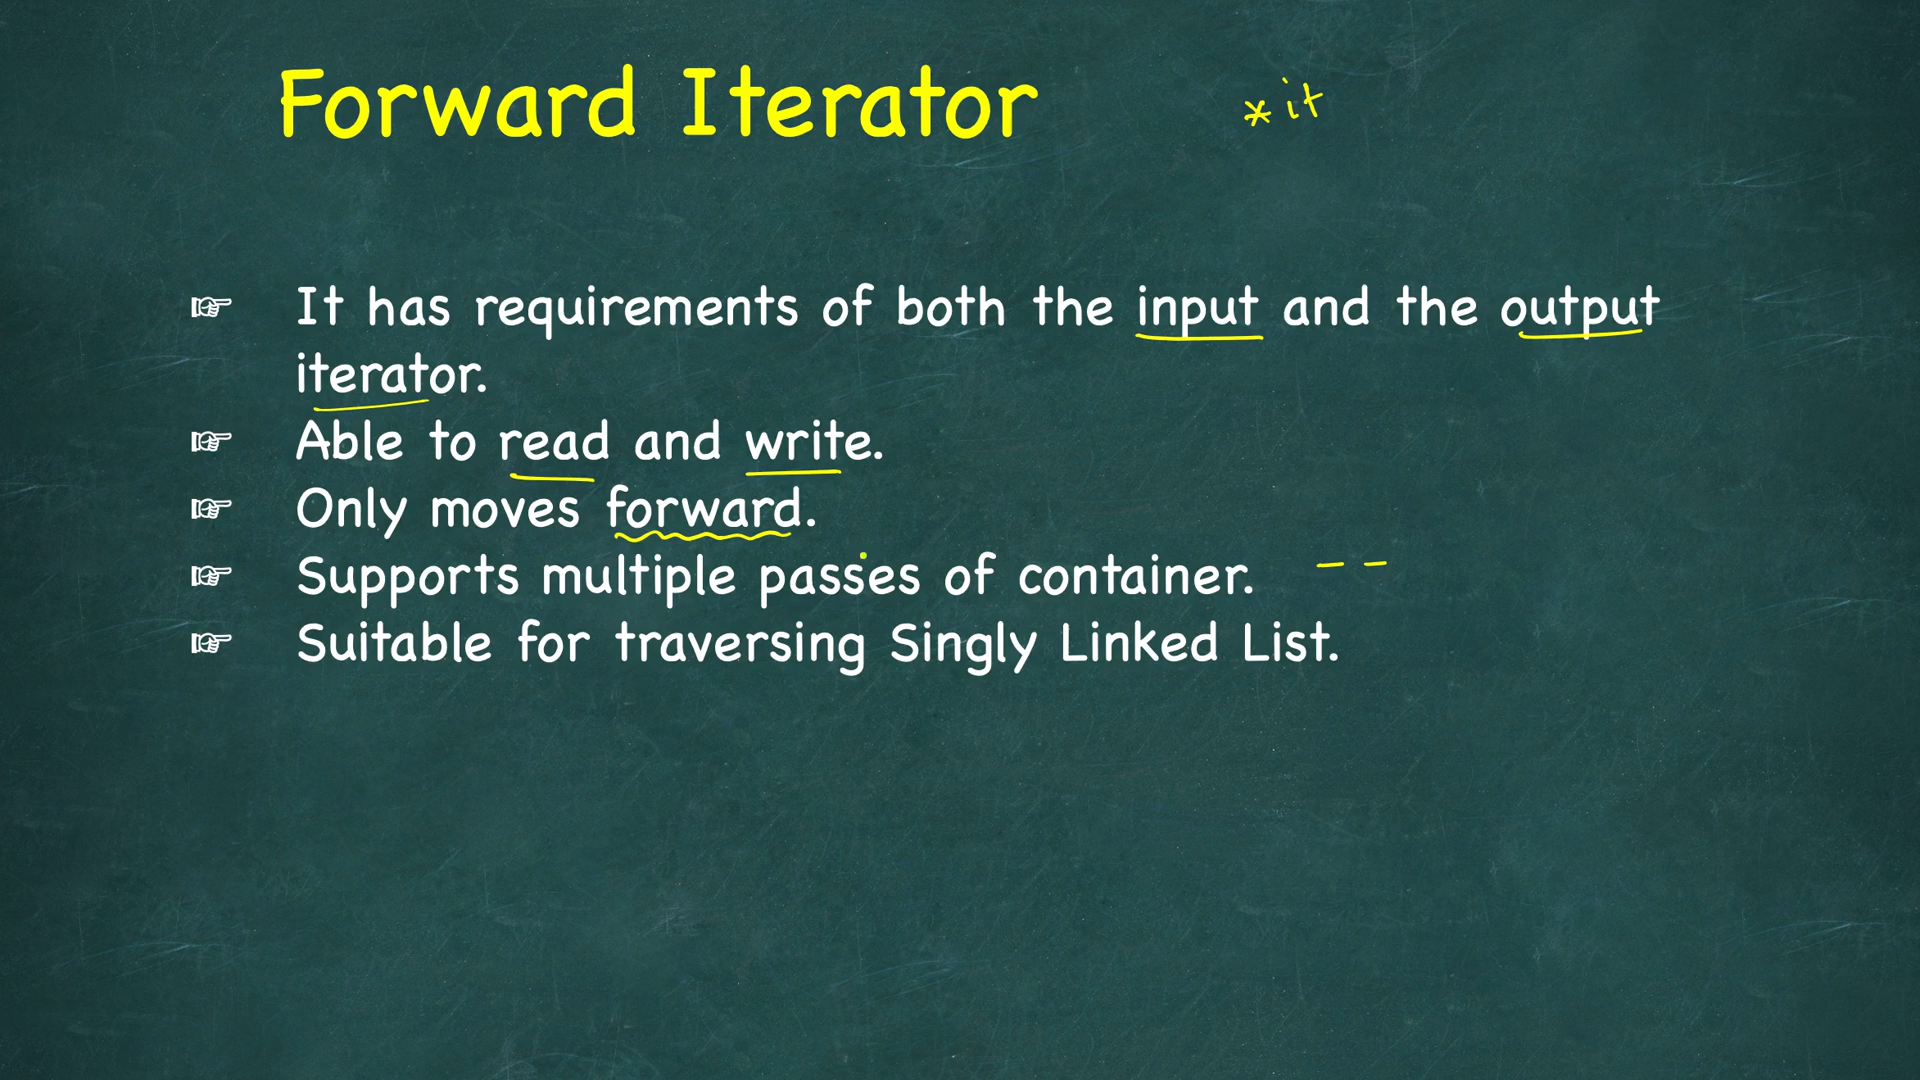 Forward Iterator
*it
☞ It has requirements of both the input and the output
iterator.
☞ Able to read and write.
☞ Only moves forward.
☞ Supports multiple passes of container. --
☞ Suitable for traversing Singly Linked List.